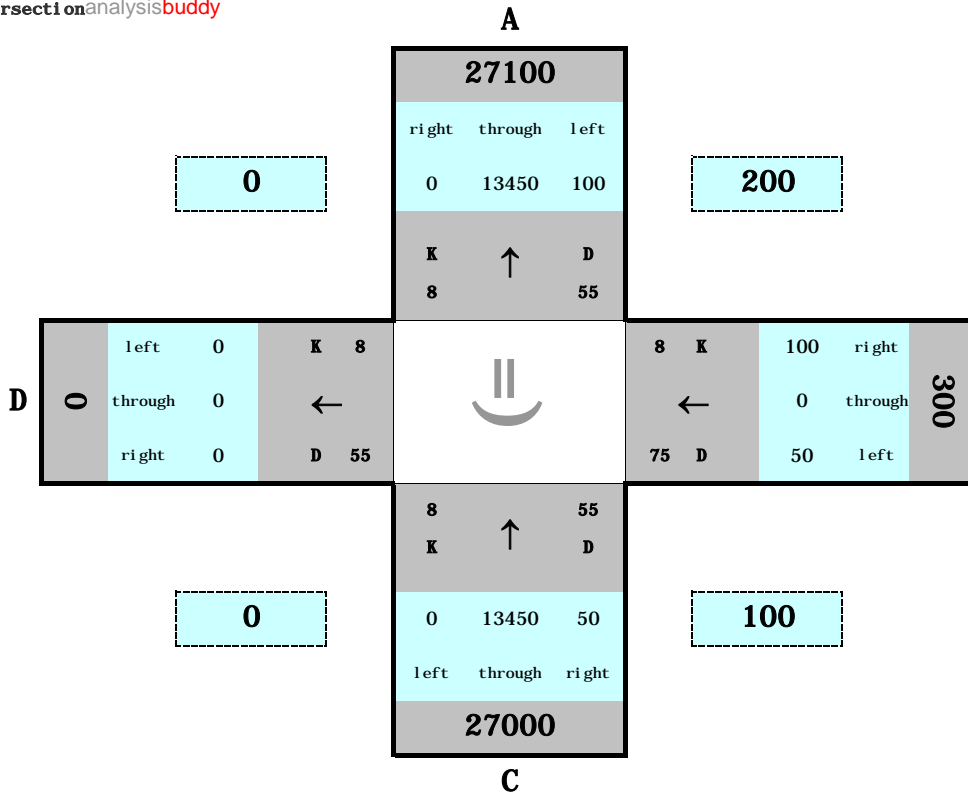 rsectionanalysisbuddy
A
27100
right through left
0 13450 100
0
200
K D
8 55
left 0 K 8
8 K 100 right
D 0 through 0
0 through 300
right 0 D 55
75 D 50 left
8 55
K D
0 13450 50
left through right
0
100
27000
C